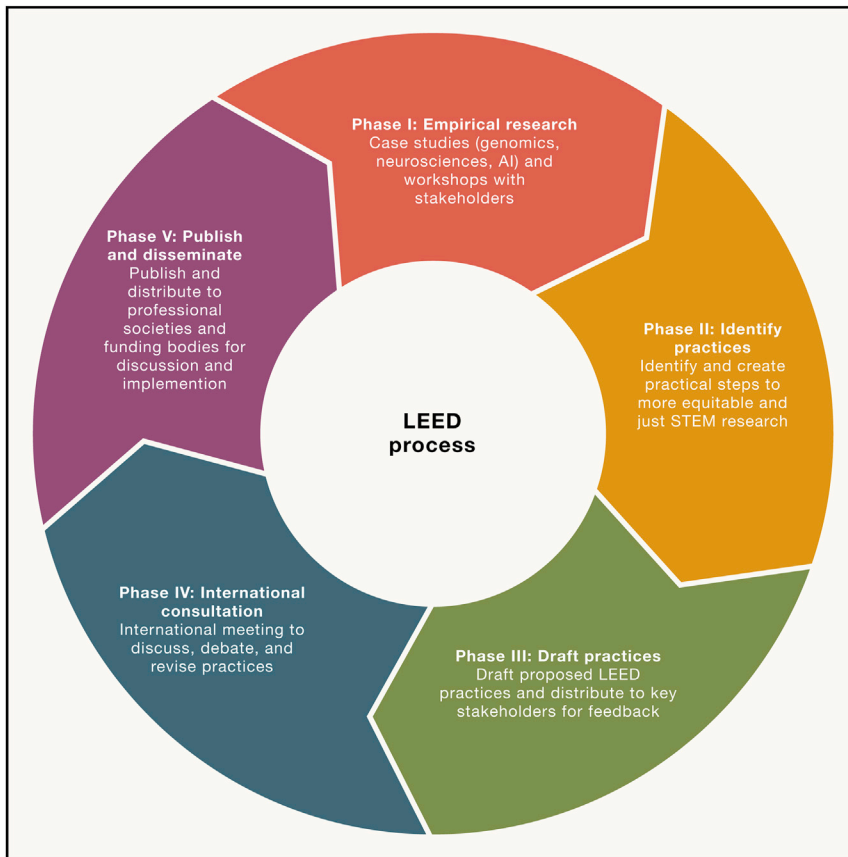 Phase I: Empirical research
Case studies (genomics,
neurosciences, AI) and
workshops with
stakeholders
Phase II: Identify
practices
Identify and create
practical steps to
more equitable and
just STEM research
Phase III: Draft practices
Draft proposed LEED
practices and distribute to key
stakeholders for feedback
Phase IV: International
consultation
International meeting to
discuss, debate, and
revise practices
Phase V: Publish
and disseminate
Publish and
distribute to
professional
societies and
funding bodies for
discussion and
implemention
LEED
process